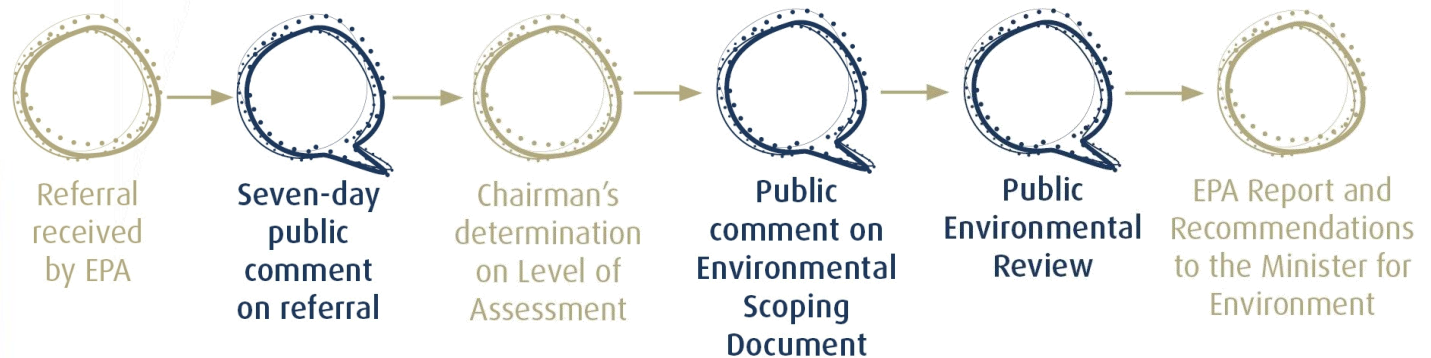 Referral
received
by EPA
Seven-day
public
comment
on referral
Chairman’s
determination
on Level of
Assessment
Public
comment on
Environmental
Scoping
Document
Public
Environmental
Review
EPA Report and
Recommendations
to the Minister for
Environment